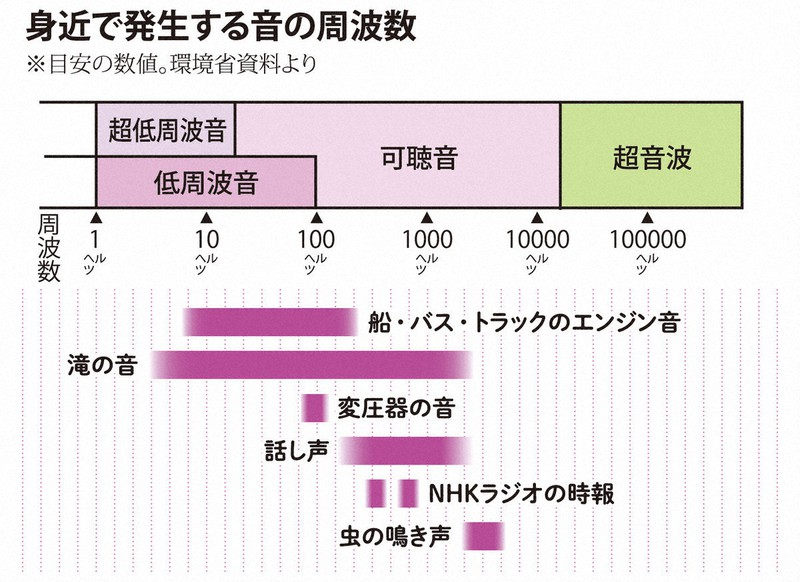 身近で発生する音の周波数
※目安の数値。環境省資料より
超低周波音
低周波音
可聴音
超音波
周波数
1
ヘルツ
10
ヘルツ
100
ヘルツ
1000
ヘルツ
10000
ヘルツ
100000
ヘルツ
船・バス・トラックのエンジン音
滝の音
変圧器の音
話し声
NHKラジオの時報
虫の鳴き声